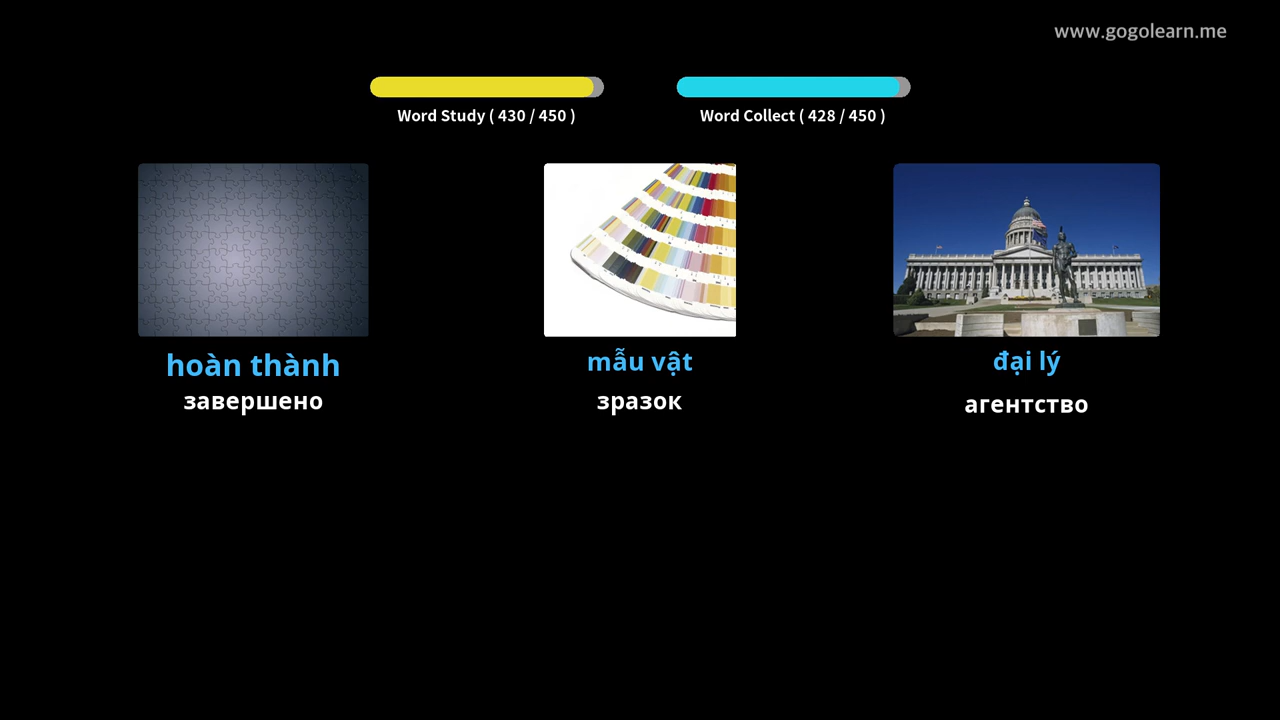 www.gogolearn.me
Word Study ( 430 / 450 )
Word Collect ( 428 / 450 )
hoàn thành
завершено
mẫu vật
зразок
đại lý
агентство